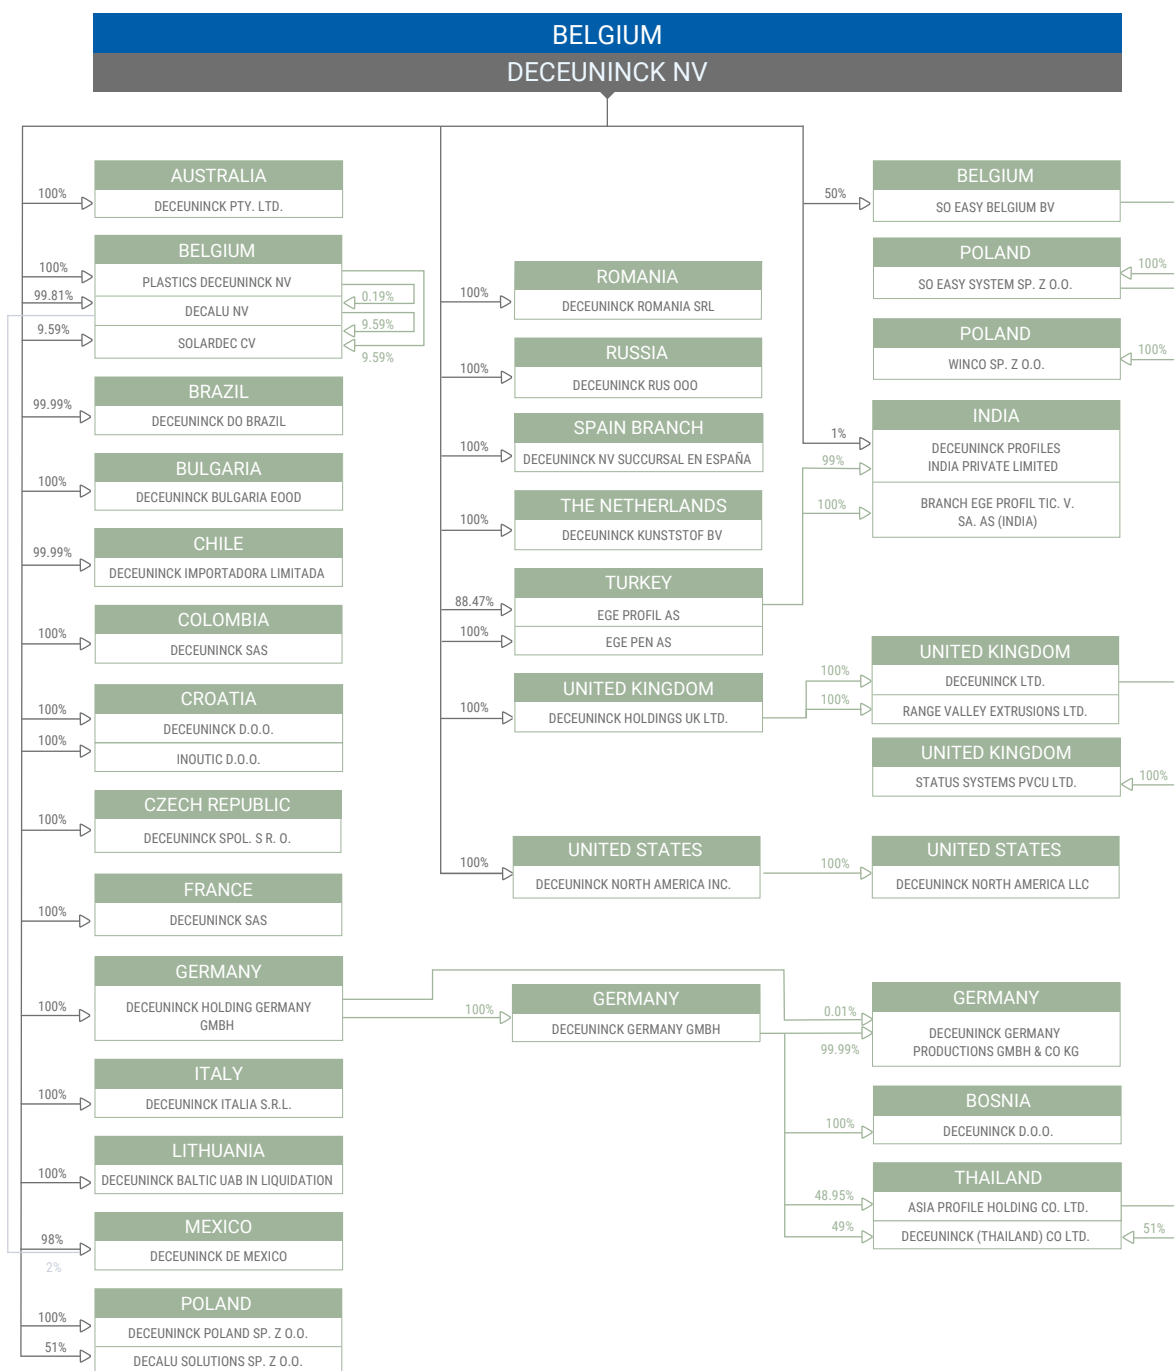 BELGIUM
DECEUNINCK NV
100%
AUSTRALIA
DECEUNINCK PTY. LTD.
BELGIUM
100%
PLASTICS DECEUNINCK NV
99.81%
DECALU NV
0.19%
9.59%
SOLARDEC CV
9.59%
9.59%
BRAZIL
99.99%
DECEUNINCK DO BRAZIL
BULGARIA
100%
DECEUNINCK BULGARIA EOOD
CHILE
99.99%
DECEUNINCK IMPORTADORA LIMITADA
COLOMBIA
100%
DECEUNINCK SAS
CROATIA
100%
DECEUNINCK D.O.O.
100%
INOUTIC D.O.O.
CZECH REPUBLIC
100%
DECEUNINCK SPOL. S R. O.
FRANCE
100%
DECEUNINCK SAS
GERMANY
100%
DECEUNINCK HOLDING GERMANY
GMBH
ITALY
100%
DECEUNINCK ITALIA S.R.L.
LITHUANIA
100%
DECEUNINCK BALTIC UAB IN LIQUIDATION
MEXICO
98%
DECEUNINCK DE MEXICO
2%
POLAND
100%
DECEUNINCK POLAND SP. Z O.O.
51%
DECALU SOLUTIONS SP. Z O.O.
ROMANIA
100%
DECEUNINCK ROMANIA SRL
RUSSIA
100%
DECEUNINCK RUS OOO
SPAIN BRANCH
100%
DECEUNINCK NV SUCCURSAL EN ESPAÑA
THE NETHERLANDS
100%
DECEUNINCK KUNSTSTOF BV
TURKEY
88.47%
EGE PROFIL AS
100%
EGE PEN AS
UNITED KINGDOM
100%
DECEUNINCK HOLDINGS UK LTD.
UNITED STATES
100%
DECEUNINCK NORTH AMERICA INC.
GERMANY
100%
DECEUNINCK GERMANY GMBH
BELGIUM
50%
SO EASY BELGIUM BV
POLAND
100%
SO EASY SYSTEM SP. Z O.O.
POLAND
100%
WINCO SP. Z O.O.
INDIA
1%
DECEUNINCK PROFILES
INDIA PRIVATE LIMITED
99%
100%
BRANCH EGE PROFIL TIC. V.
SA. AS (INDIA)
UNITED KINGDOM
100%
DECEUNINCK LTD.
100%
RANGE VALLEY EXTRUSIONS LTD.
UNITED KINGDOM
STATUS SYSTEMS PVCU LTD.
100%
UNITED STATES
100%
DECEUNINCK NORTH AMERICA LLC
GERMANY
0.01%
DECEUNINCK GERMANY
PRODUCTIONS GMBH & CO KG
99.99%
BOSNIA
100%
DECEUNINCK D.O.O.
THAILAND
48.95%
ASIA PROFILE HOLDING CO. LTD.
49%
DECEUNINCK (THAILAND) CO LTD.
51%